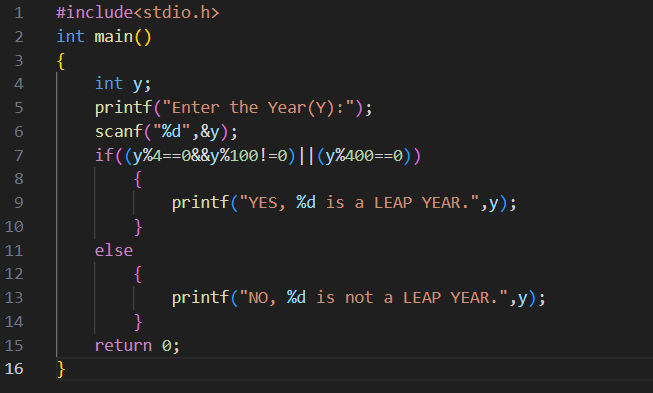 1 #include<stdio.h>
2 int main()
3 {
4     int y;
5     printf("Enter the Year(Y):");
6     scanf("%d",&y);
7     if((y%4==0&&y%100!=0)||(y%400==0))
8         {
9             printf("YES, %d is a LEAP YEAR.",y);
10         }
11     else
12         {
13             printf("NO, %d is not a LEAP YEAR.",y);
14         }
15     return 0;
16 }